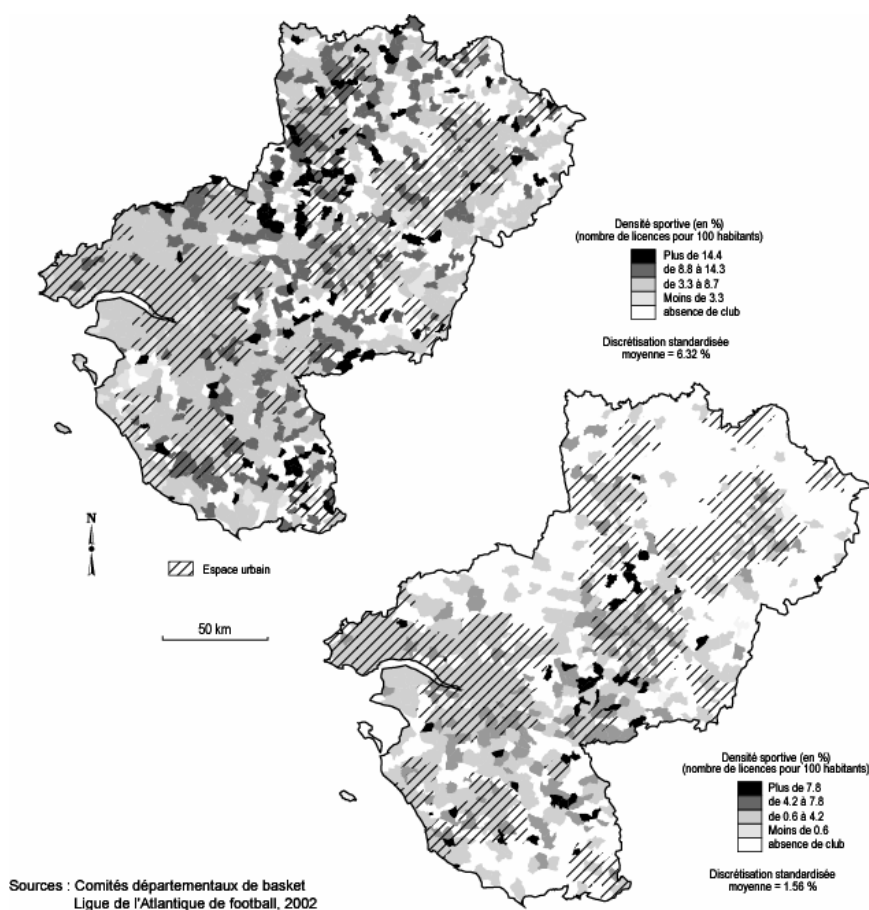 Densité sportive (en %)
(nombre de licences pour 100 habitants)
Plus de 14.4
de 8.8 à 14.3
de 3.3 à 8.7
Moins de 3.3
absence de club
Discrétisation standardisée
moyenne = 6.32 %
N
Espace urbain
50 km
Densité sportive (en %)
(nombre de licences pour 100 habitants)
Plus de 7.8
de 4.2 à 7.8
de 0.6 à 4.2
Moins de 0.6
absence de club
Discrétisation standardisée
moyenne = 1.56 %
Sources : Comités départementaux de basket
Ligue de l'Atlantique de football, 2002